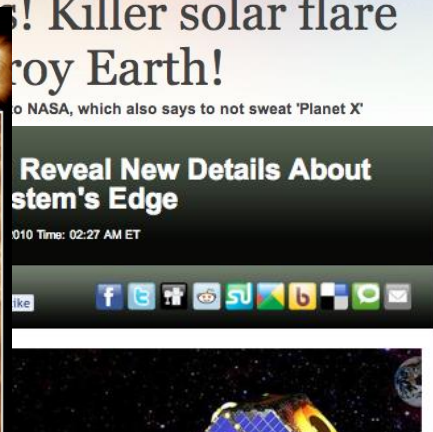 s! Killer solar flare
roy Earth!
o NASA, which also says to not sweat 'Planet X'
Reveal New Details About
stem's Edge
2010 Time: 02:27 AM ET
ike